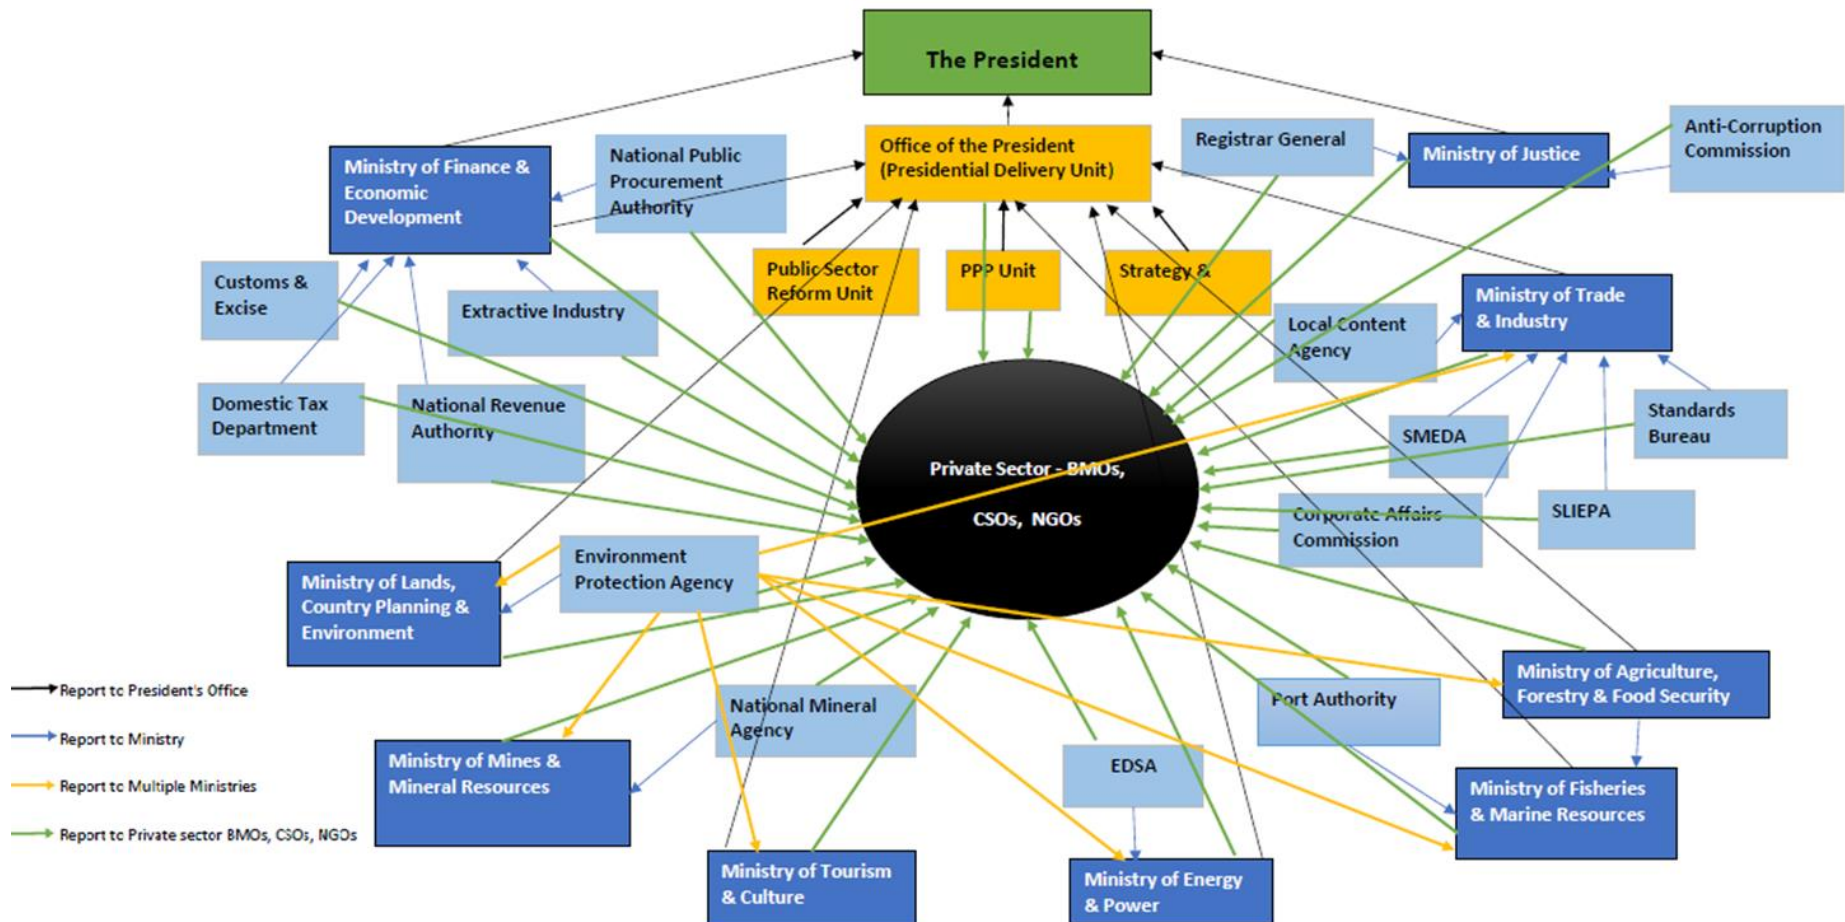 The President
Office of the President
(Presidential Delivery Unit)
Registrar General
Ministry of Justice
Anti-Corruption
Commission
Ministry of Finance &
Economic
Development
National Public
Procurement
Authority
Public Sector
Reform Unit
PPP Unit
Strategy &
Customs &
Excise
Extractive Industry
Local Content
Agency
Ministry of Trade
& Industry
Domestic Tax
Department
National Revenue
Authority
SMEDA
Standards
Bureau
Private Sector - BMOs,
CSOs, NGOs
Corporate Affairs
Commission
SLIEPA
Environment
Protection Agency
Ministry of Lands,
Country Planning &
Environment
Ministry of Agriculture,
Forestry & Food Security
Port Authority
National Mineral
Agency
Ministry of Mines &
Mineral Resources
EDSA
Ministry of Fisheries
& Marine Resources
Ministry of Tourism
& Culture
Ministry of Energy
& Power
Report to President's Office
Report to Ministry
Report to Multiple Ministries
Report to Private sector BMOs, CSOs, NGOs